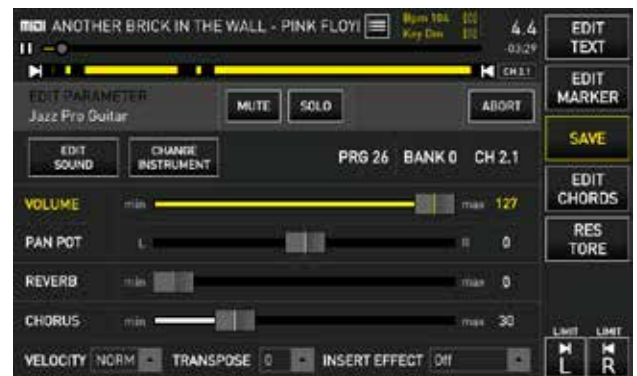 miDI ANOTHER BRICK IN THE WALL - PINK FLOYI
Bpm 104
Key Dm
4.4
-03:29
CH 2.1
EDIT PARAMETER
Jazz Pro Guitar
MUTE
SOLO
ABORT
EDIT SOUND
CHANGE INSTRUMENT
PRG 26 BANK 0 CH 2.1
VOLUME min max 127
PAN POT L R 0
REVERB min max 0
CHORUS min max 30
VELOCITY NORM TRANSPOSE 0 INSERT EFFECT Off
EDIT
TEXT
EDIT
MARKER
SAVE
EDIT
CHORDS
RES
TORE
LIMIT LIMIT
L R